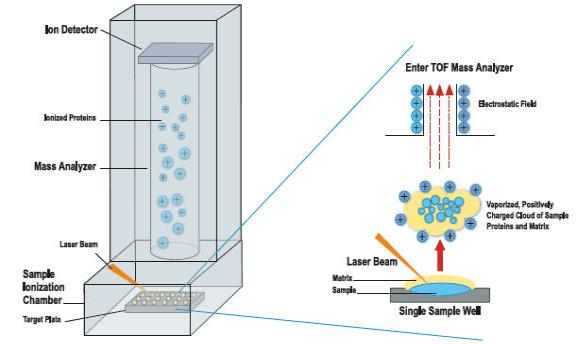 Ion Detector
Ionized Proteins
Mass Analyzer
Laser Beam
Sample
Ionization
Chamber
Target Plate
Enter TOF Mass Analyzer
Electrostatic Field
Vaporized, Positively
Charged Cloud of Sample
Proteins and Matrix
Laser Beam
Matrix
Sample
Single Sample Well